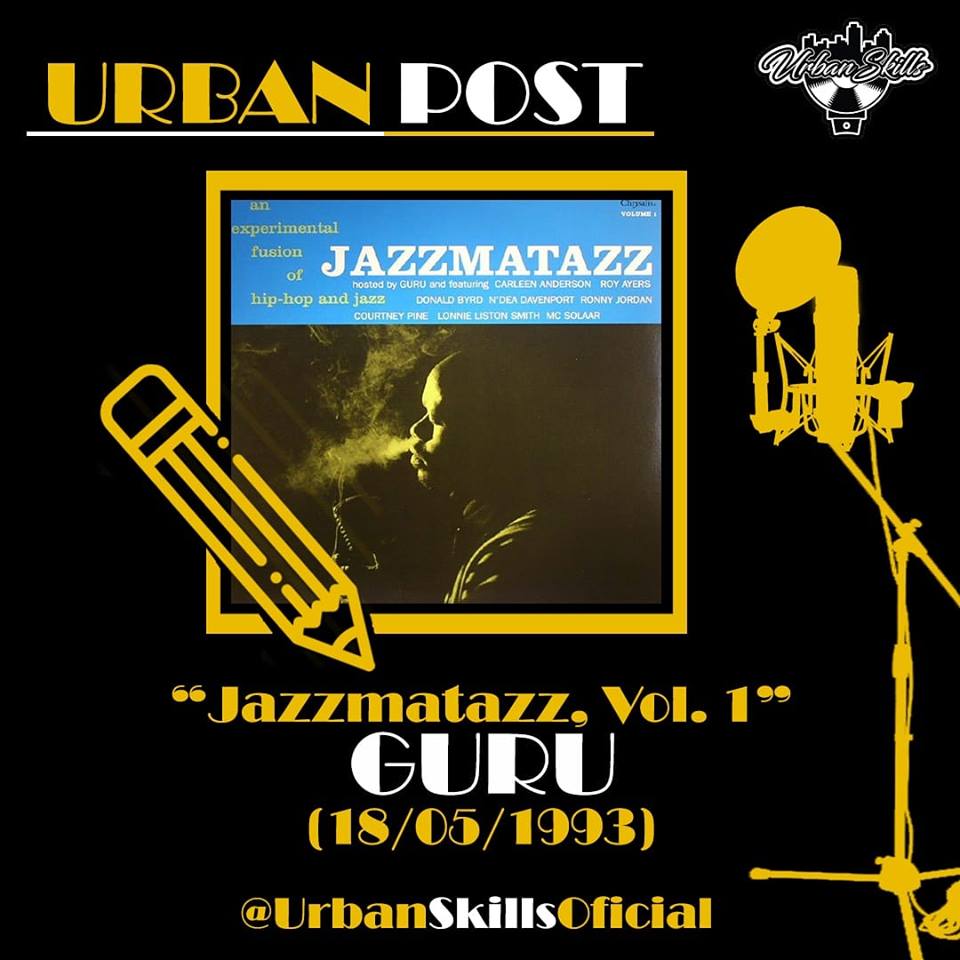 URBAN POST
Urban Skills
an
experimental
fusion
of
hip-hop and jazz
Chrysalis
VOLUME 1
JAZZMATAZZ
hosted by GURU and featuring CARLEEN ANDERSON ROY AYERS
DONALD BYRD N'DEA DAVENPORT RONNY JORDAN
COURTNEY PINE LONNIE LISTON SMITH MC SOLAAR
“Jazzmatazz, Vol. 1”
GURU
(18/05/1993)
@UrbanSkillsOficial